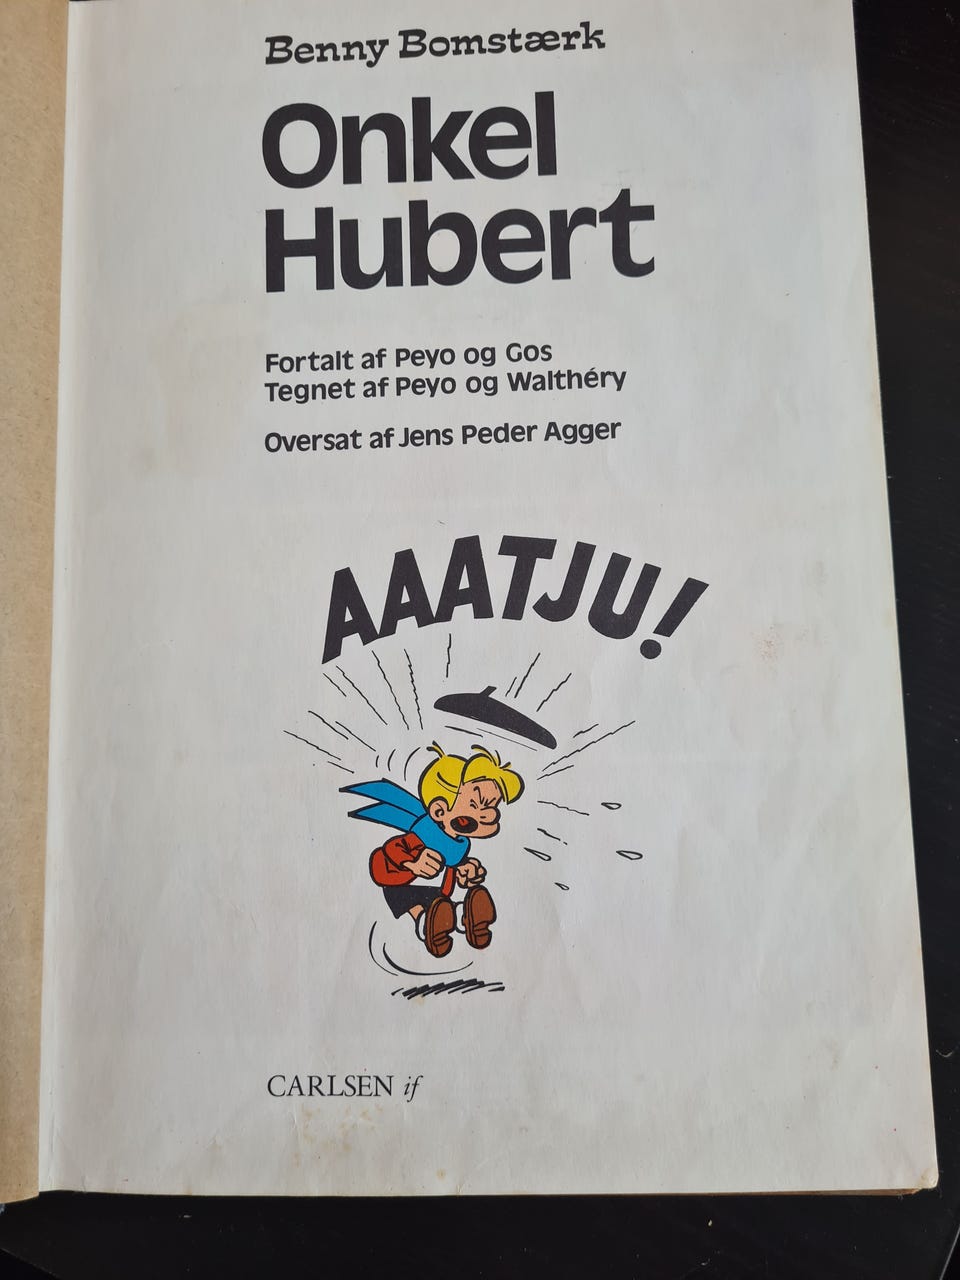 Benny Bomstærk
Onkel
Hubert
Fortalt af Peyo og Gos
Tegnet af Peyo og Walthéry
Oversat af Jens Peder Agger
AAATJU!
CARLSEN if